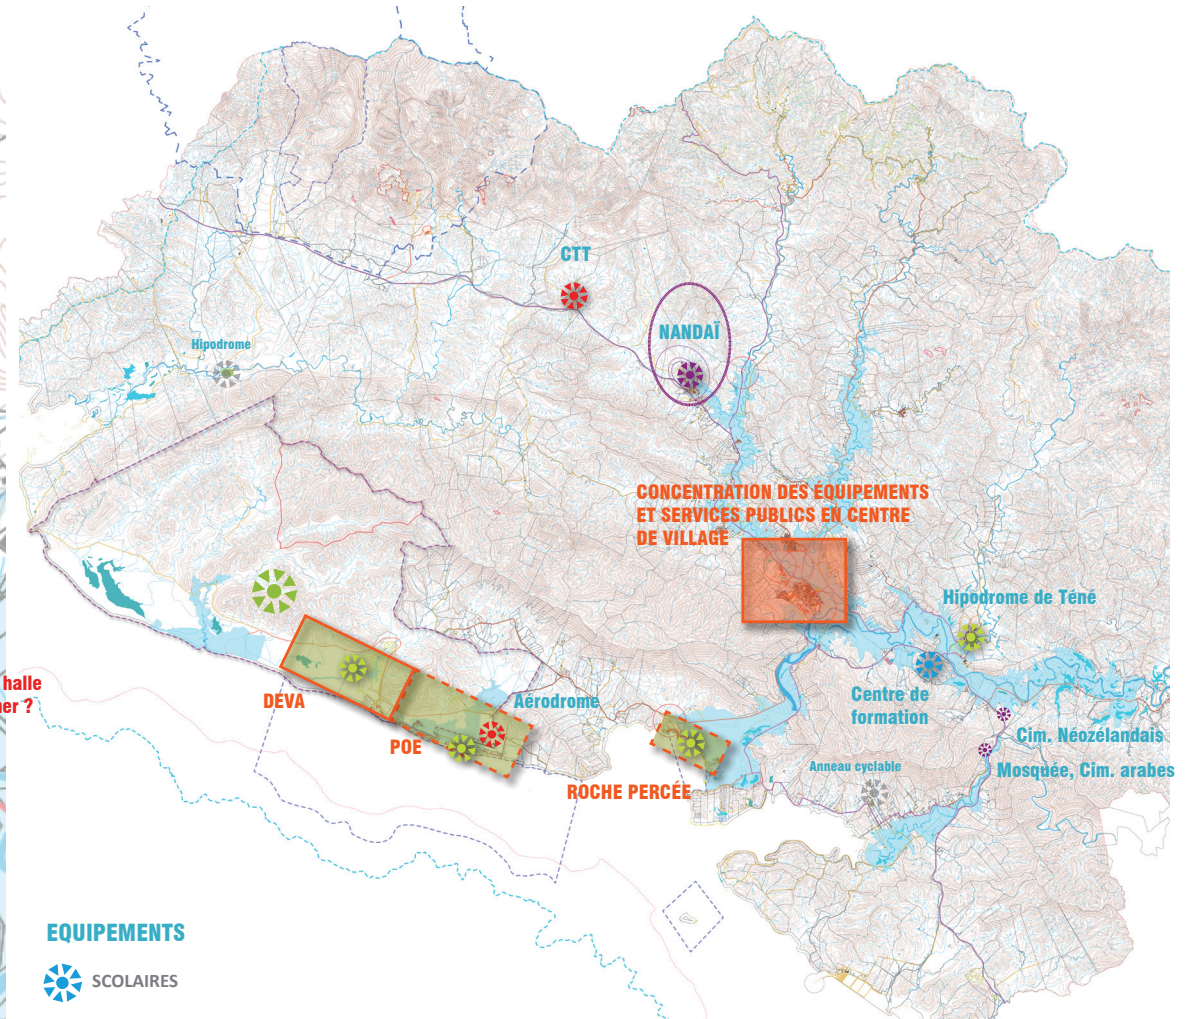 CTT
NANDAÏ
Hipodrome
CONCENTRATION DES ÉQUIPEMENTS
ET SERVICES PUBLICS EN CENTRE
DE VILLAGE
Hipodrome de Téné
halle
er ?
DEVA
Aérodrome
POE
ROCHE PERCÉE
Centre de
formation
Cim. Néozélandais
Anneau cyclable
Mosquée, Cim. arabes
EQUIPEMENTS
SCOLAIRES